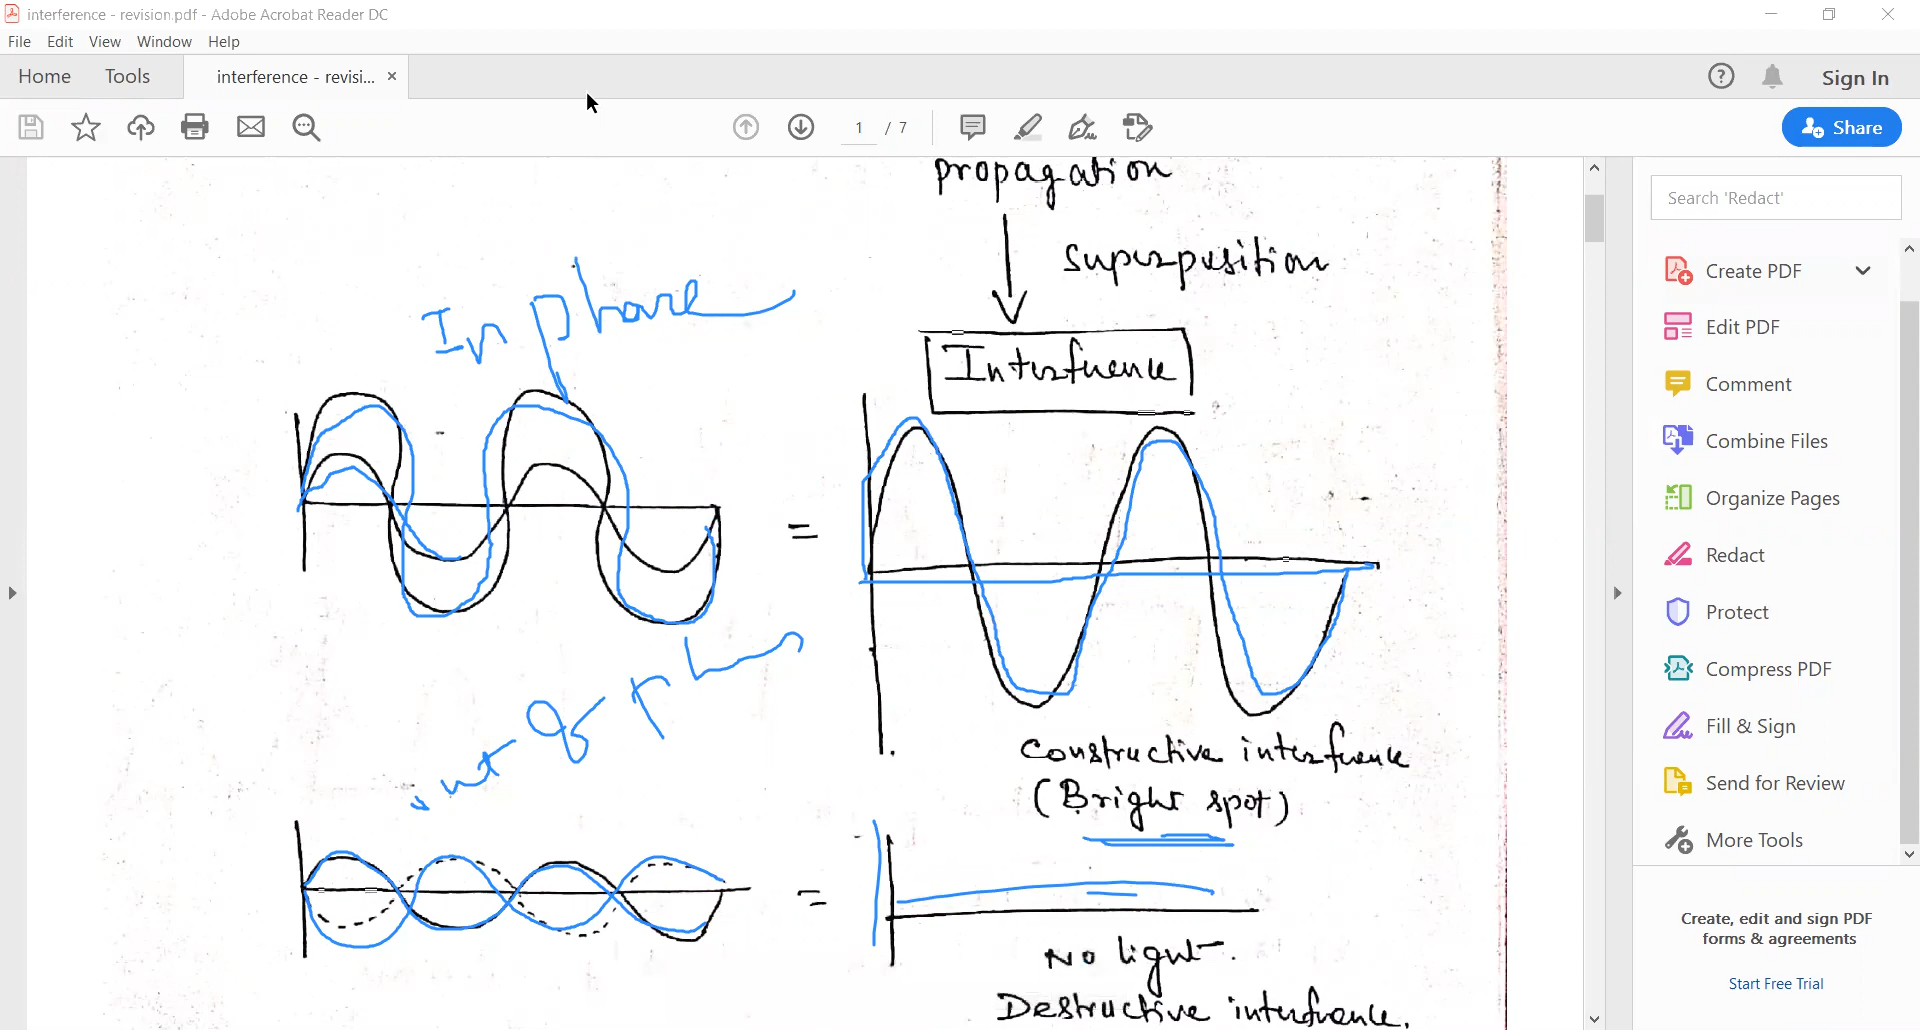 interference - revision.pdf - Adobe Acrobat Reader DC
File Edit View Window Help
Home Tools interference - revisi... ×
Sign In
1 / 7
Share
propagation
Superposition
In phase
Interference
=
out of ph
Constructive interference
(Bright spot)
=
No light.
Destructive interference.
Search 'Redact'
Create PDF
Edit PDF
Comment
Combine Files
Organize Pages
Redact
Protect
Compress PDF
Fill & Sign
Send for Review
More Tools
Create, edit and sign PDF
forms & agreements
Start Free Trial